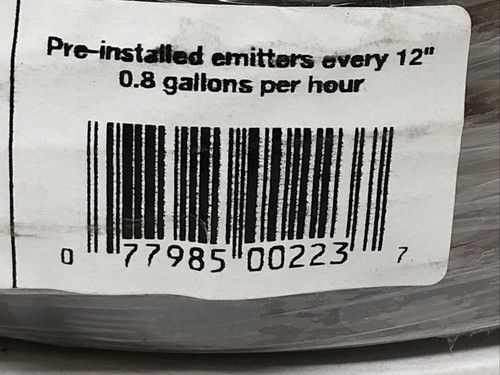 Pre-installed emitters every 12"
0.8 gallons per hour
0 77985 00223 7